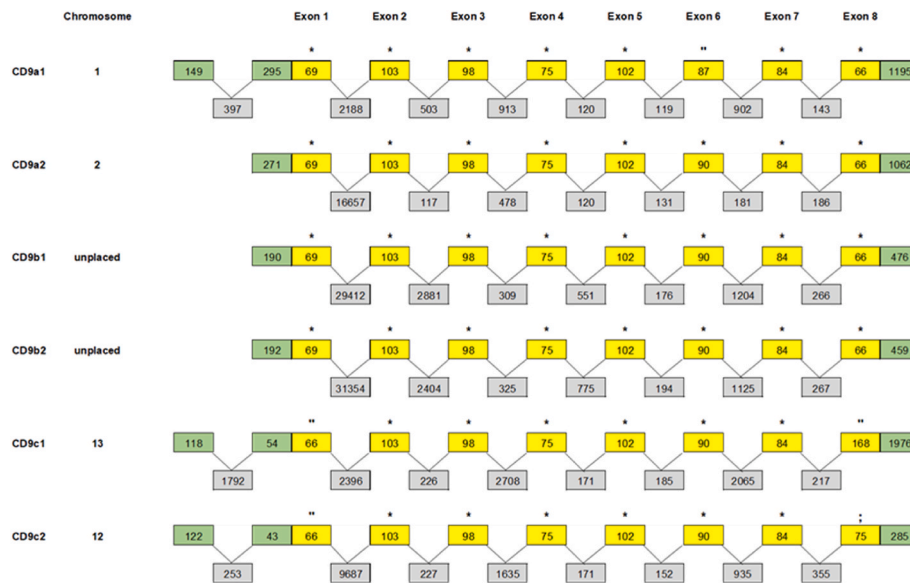 Chromosome Exon 1 Exon 2 Exon 3 Exon 4 Exon 5 Exon 6 Exon 7 Exon 8
* * * * * " * *
CD9a1 1 149 295 69 103 98 75 102 87 84 66 1195
397 2188 503 913 120 119 902 143
* * * * * * * *
CD9a2 2 271 69 103 98 75 102 90 84 66 1062
16657 117 478 120 131 181 186
* * * * * * * *
CD9b1 unplaced 190 69 103 98 75 102 90 84 66 476
29412 2881 309 551 176 1204 266
* * * * * * * *
CD9b2 unplaced 192 69 103 98 75 102 90 84 66 459
31354 2404 325 775 194 1125 267
" * * * * * * "
CD9c1 13 118 54 66 103 98 75 102 90 84 168 1976
1792 2396 226 2708 171 185 2065 217
" * * * * * * ;
CD9c2 12 122 43 66 103 98 75 102 90 84 75 285
253 9687 227 1635 171 152 935 355